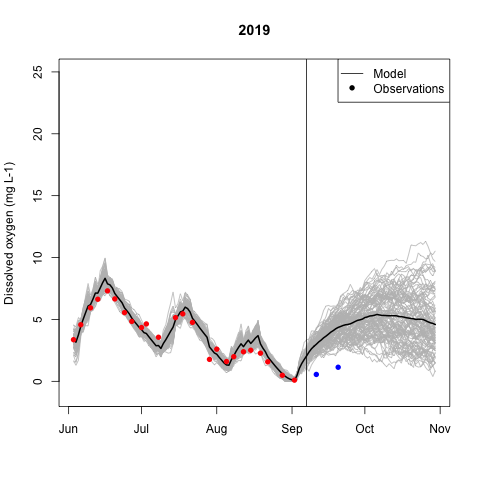 2019
Model
Observations
Dissolved oxygen (mg L-1)
25
20
15
10
5
0
Jun Jul Aug Sep Oct Nov